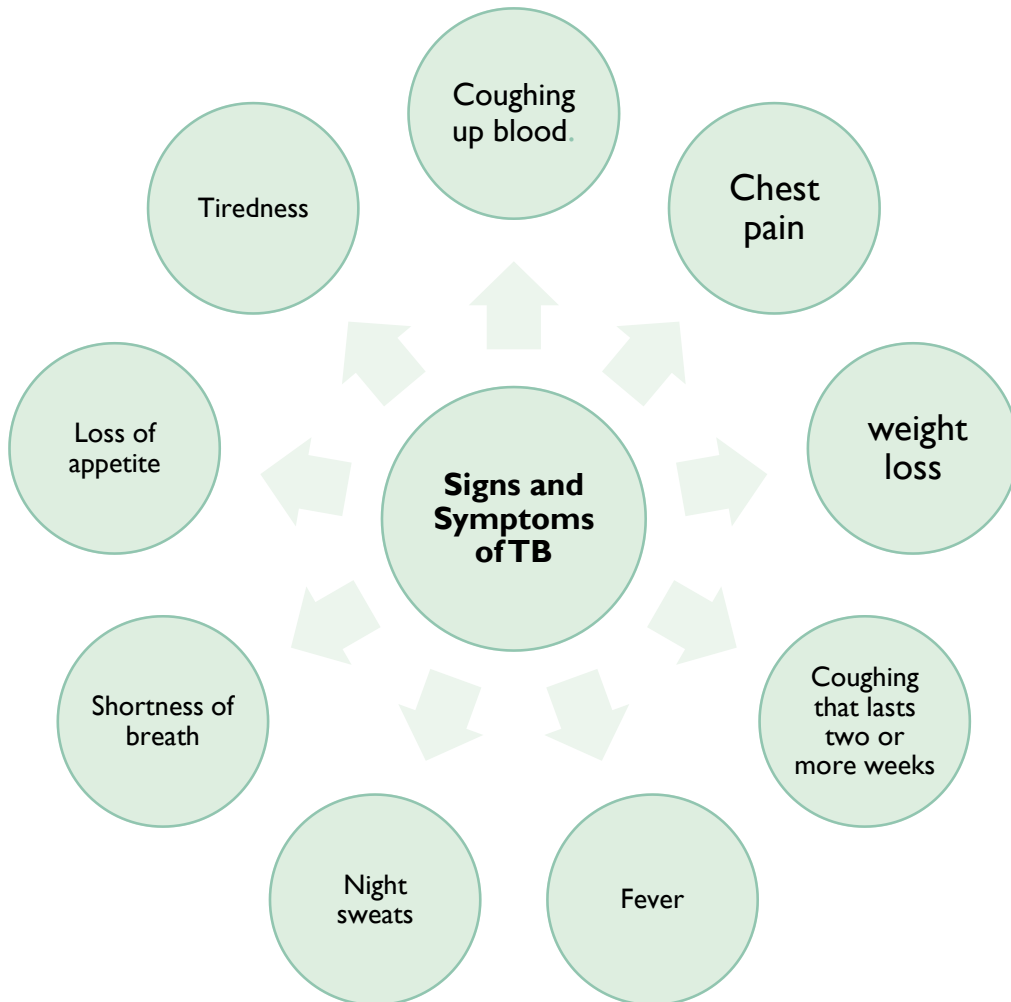 Coughing
up blood.
Chest
pain
weight
loss
Coughing
that lasts
two or
more weeks
Fever
Night
sweats
Shortness of
breath
Loss of
appetite
Tiredness
Signs and
Symptoms
of TB